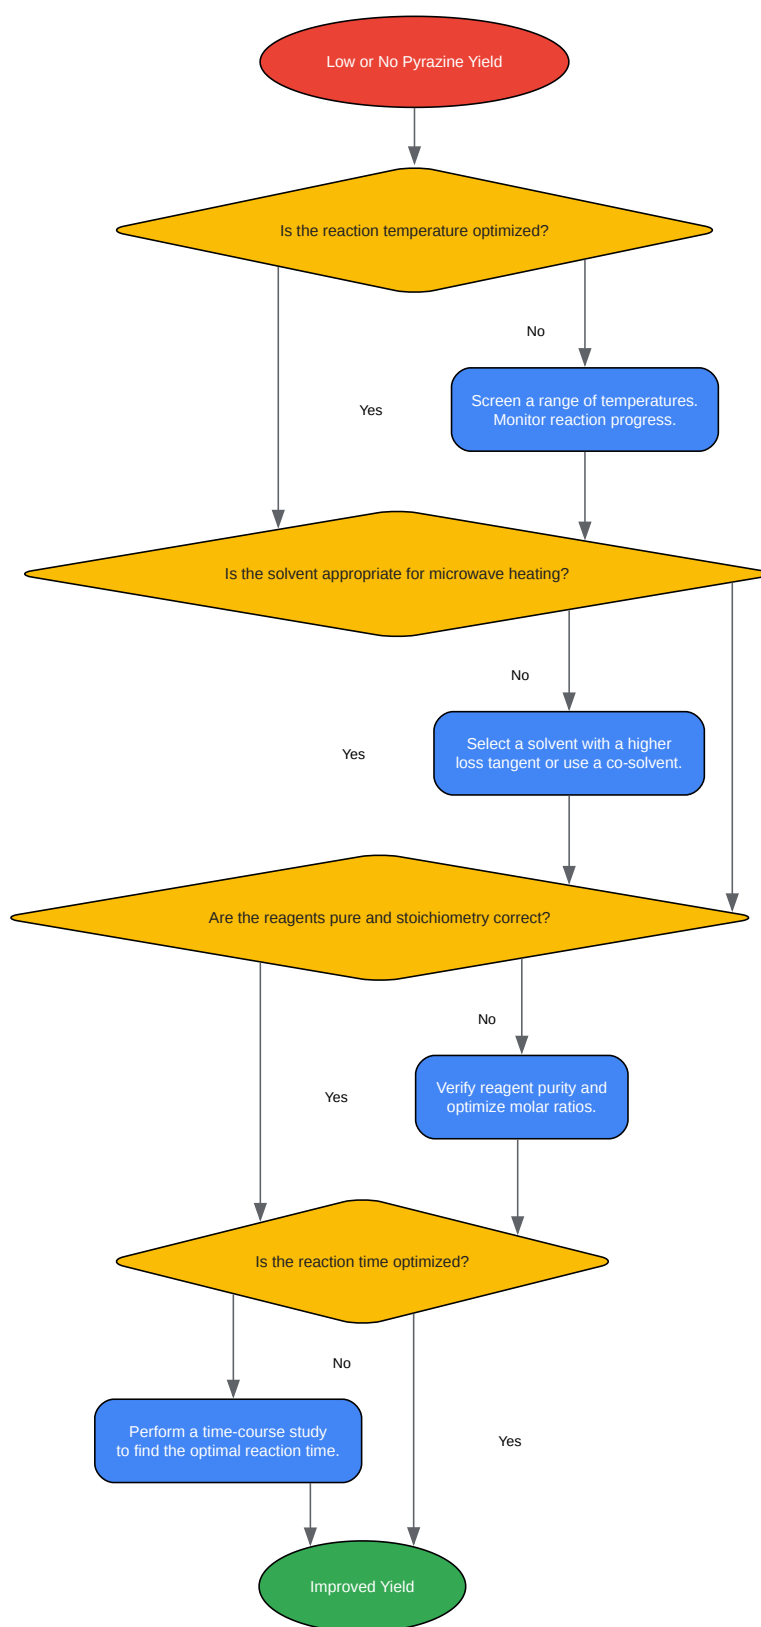 Low or No Pyrazine Yield
Is the reaction temperature optimized?
No
Yes
Screen a range of temperatures.
Monitor reaction progress.
Is the solvent appropriate for microwave heating?
No
Yes
Select a solvent with a higher
loss tangent or use a co-solvent.
Are the reagents pure and stoichiometry correct?
No
Yes
Verify reagent purity and
optimize molar ratios.
Is the reaction time optimized?
No
Yes
Perform a time-course study
to find the optimal reaction time.
Improved Yield